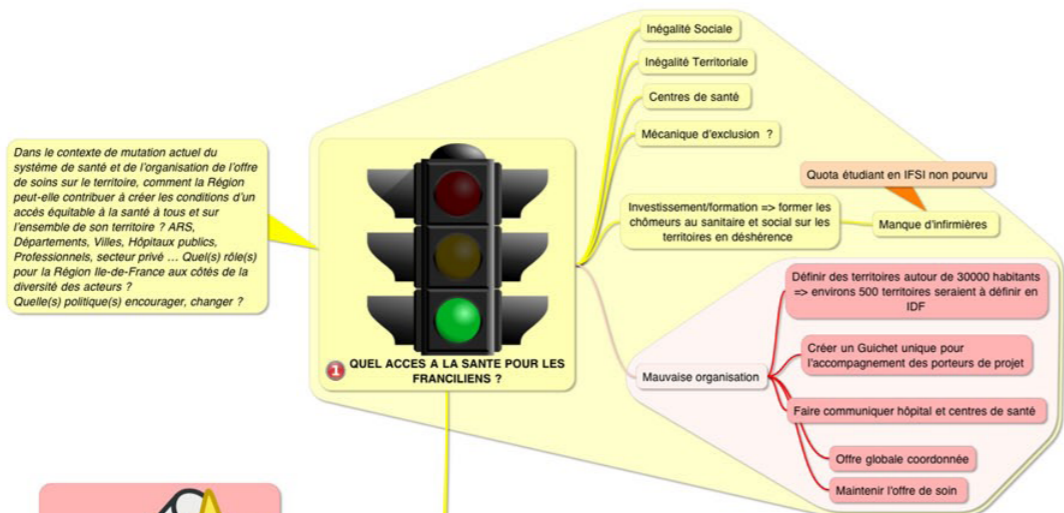 Dans le contexte de mutation actuel du
système de santé et de l'organisation de l'offre
de soins sur le territoire, comment la Région
peut-elle contribuer à créer les conditions d'un
accès équitable à la santé à tous et sur
l'ensemble de son territoire ? ARS,
Départements, Villes, Hôpitaux publics,
Professionnels, secteur privé ... Quel(s) rôle(s)
pour la Région Ile-de-France aux côtés de la
diversité des acteurs ?
Quelle(s) politique(s) encourager, changer ?
1 QUEL ACCES A LA SANTE POUR LES
FRANCILIENS ?
Inégalité Sociale
Inégalité Territoriale
Centres de santé
Mécanique d'exclusion ?
Investissement/formation => former les
chômeurs au sanitaire et social sur les
territoires en déshérence
Quota étudiant en IFSI non pourvu
Manque d'infirmières
Mauvaise organisation
Définir des territoires autour de 30000 habitants
=> environs 500 territoires seraient à définir en
IDF
Créer un Guichet unique pour
l'accompagnement des porteurs de projet
Faire communiquer hôpital et centres de santé
Offre globale coordonnée
Maintenir l'offre de soin